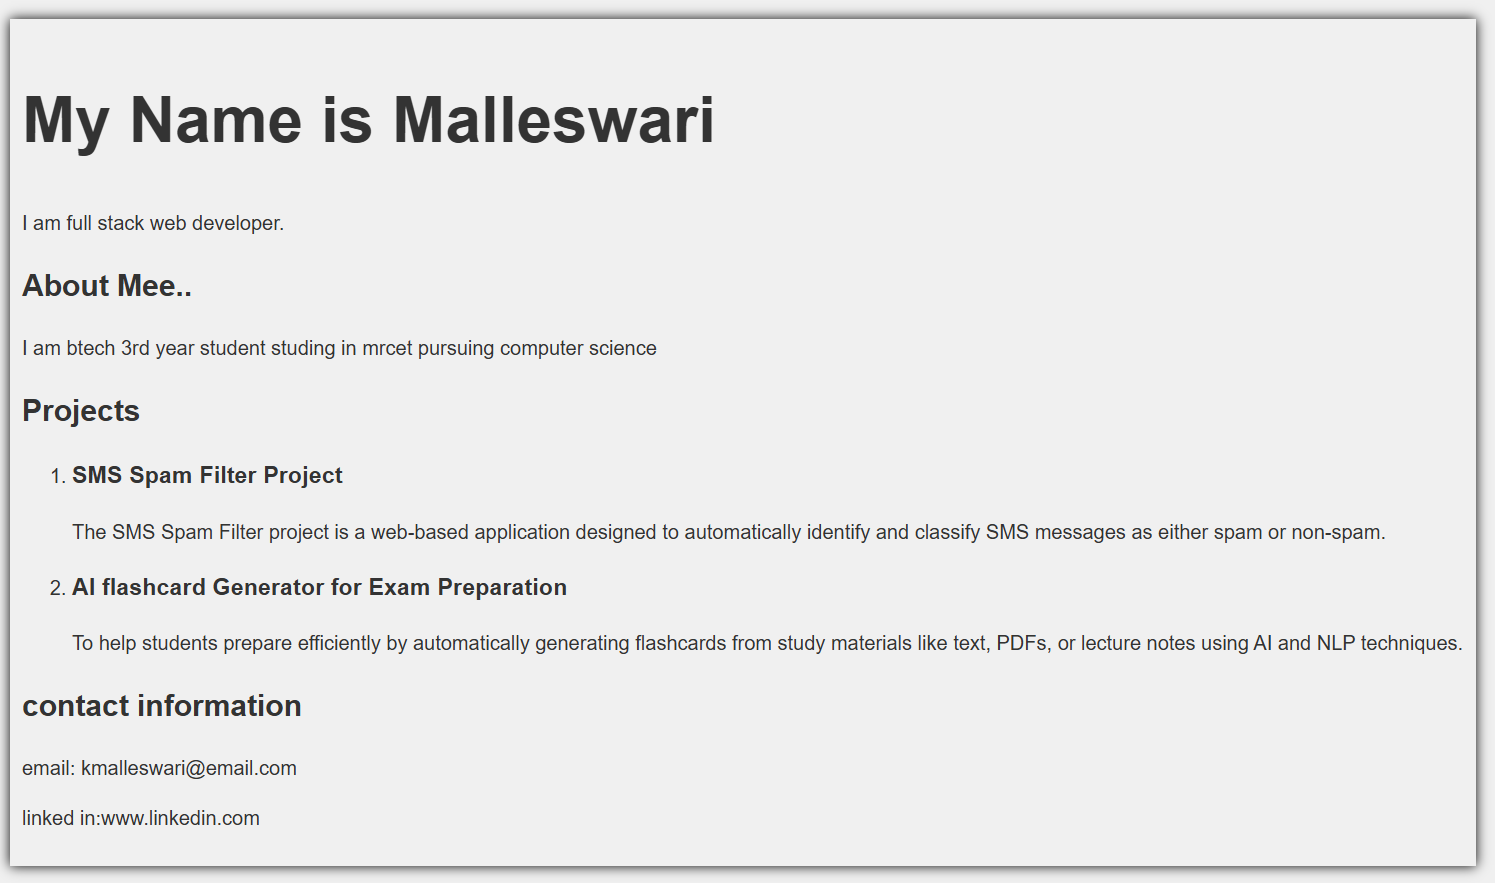 My Name is Malleswari
I am full stack web developer.
About Mee..
I am btech 3rd year student studing in mrcet pursuing computer science
Projects
1. SMS Spam Filter Project
The SMS Spam Filter project is a web-based application designed to automatically identify and classify SMS messages as either spam or non-spam.
2. AI flashcard Generator for Exam Preparation
To help students prepare efficiently by automatically generating flashcards from study materials like text, PDFs, or lecture notes using AI and NLP techniques.
contact information
email: kmalleswari@email.com
linked in:www.linkedin.com